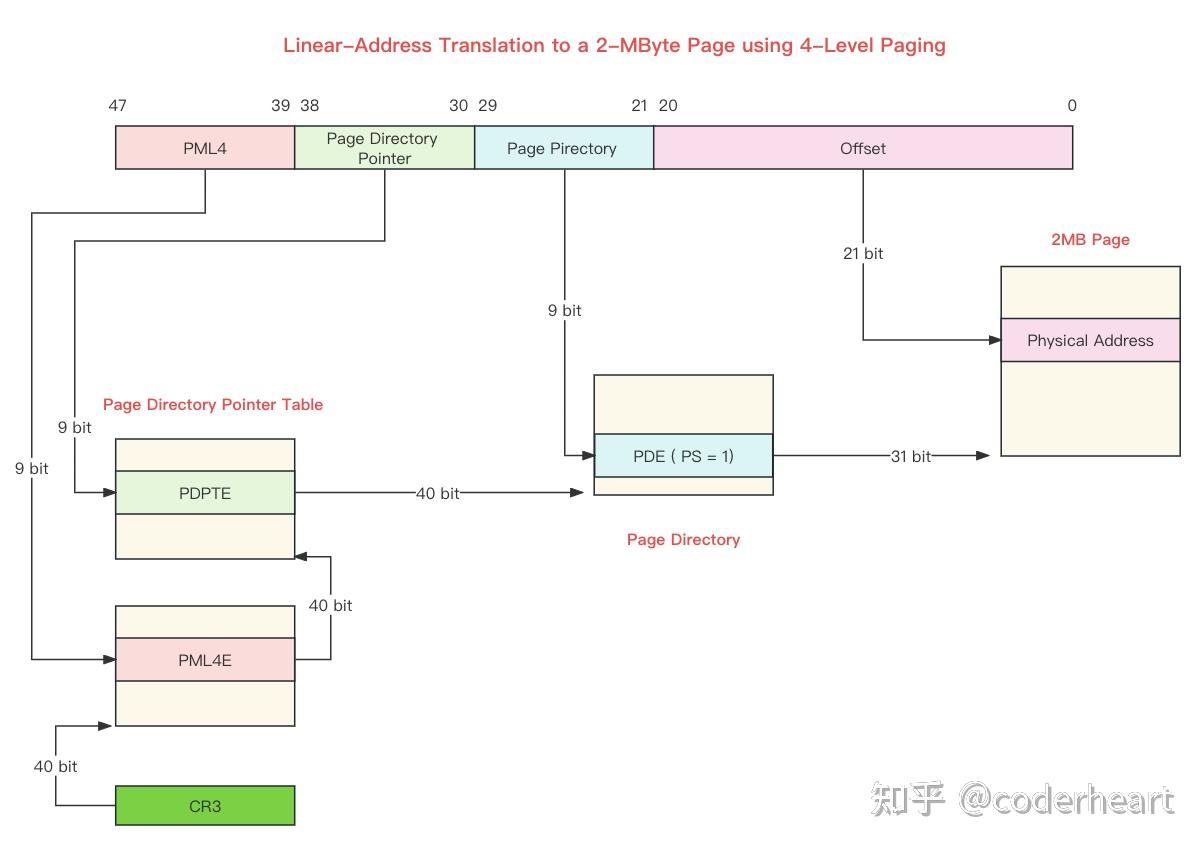 Linear-Address Translation to a 2-MByte Page using 4-Level Paging
47 39 38 30 29 21 20 0
PML4
Page Directory
Pointer
Page Pirectory
Offset
2MB Page
21 bit
9 bit
Physical Address
Page Directory Pointer Table
9 bit
9 bit
PDE ( PS = 1)
31 bit
PDPTE
40 bit
Page Directory
40 bit
PML4E
40 bit
CR3
知乎 @coderheart